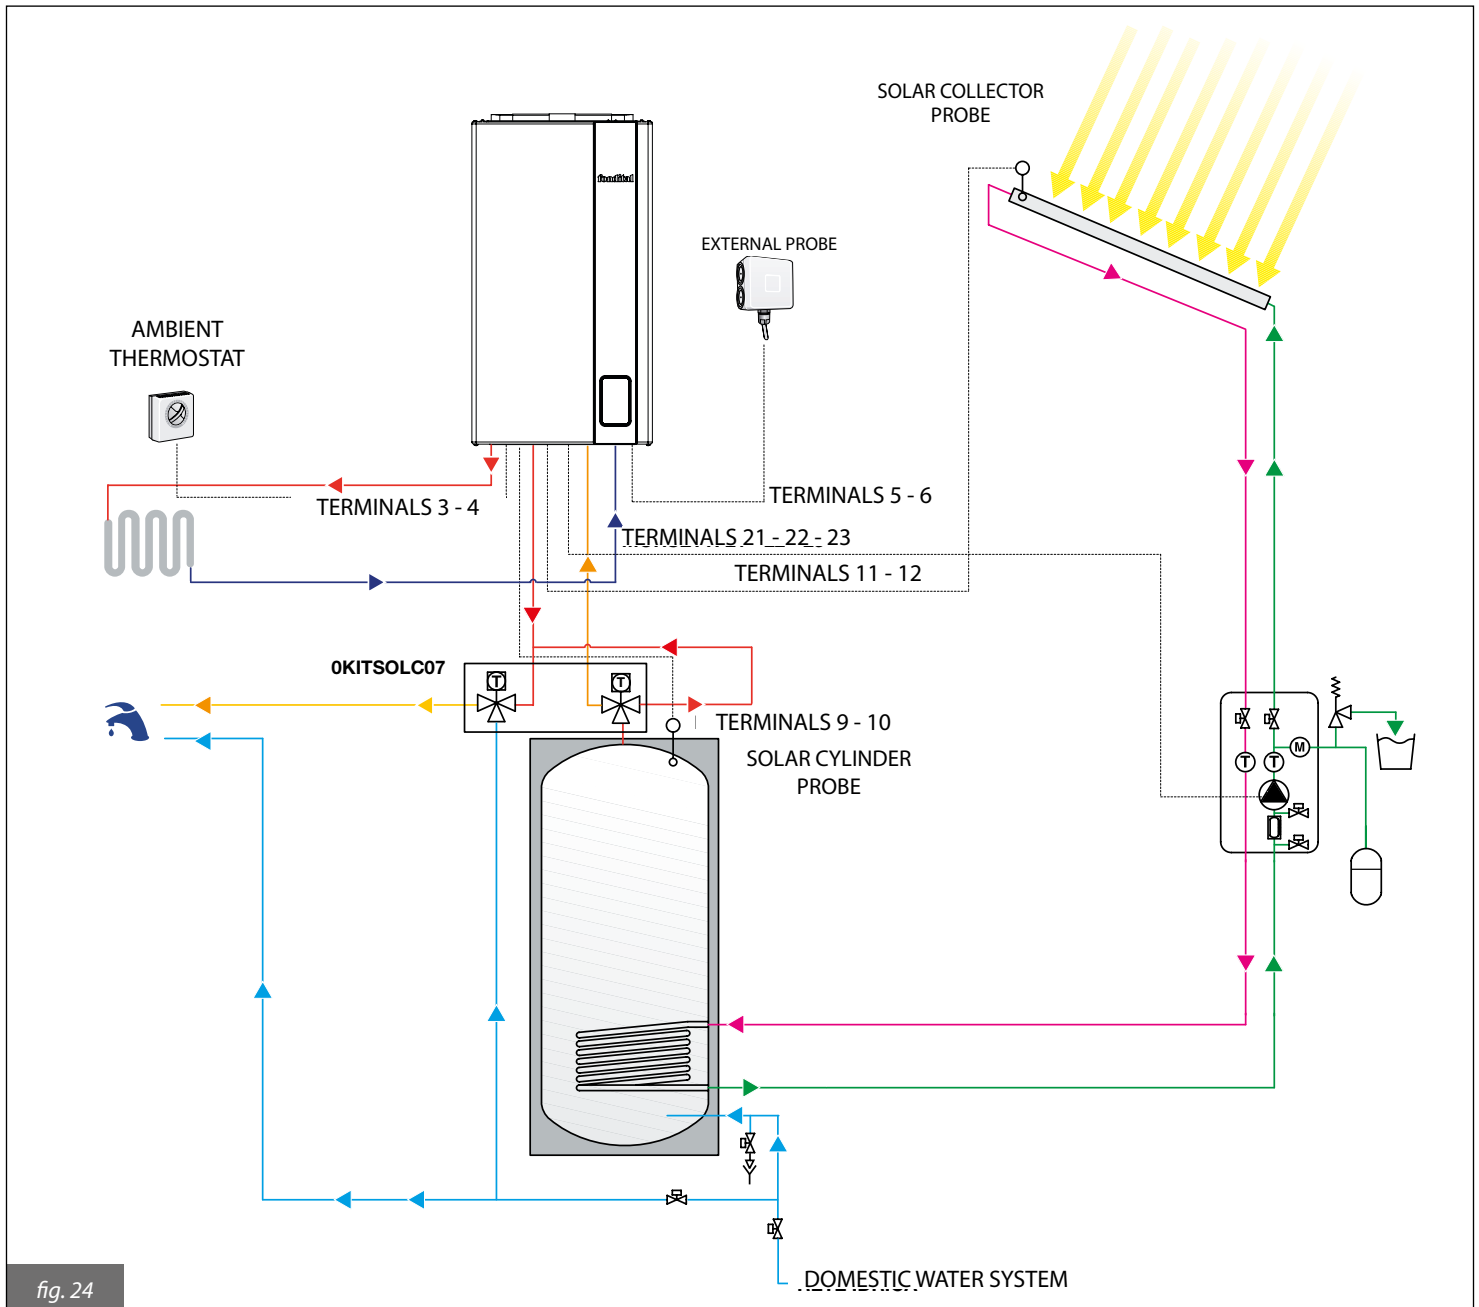 SOLAR COLLECTOR
PROBE
fondital
EXTERNAL PROBE
AMBIENT
THERMOSTAT
TERMINALS 3 - 4
TERMINALS 5 - 6
TERMINALS 21 - 22 - 23
TERMINALS 11 - 12
0KITSOLC07
T
T
TERMINALS 9 - 10
SOLAR CYLINDER
PROBE
M
T
T
DOMESTIC WATER SYSTEM
fig. 24